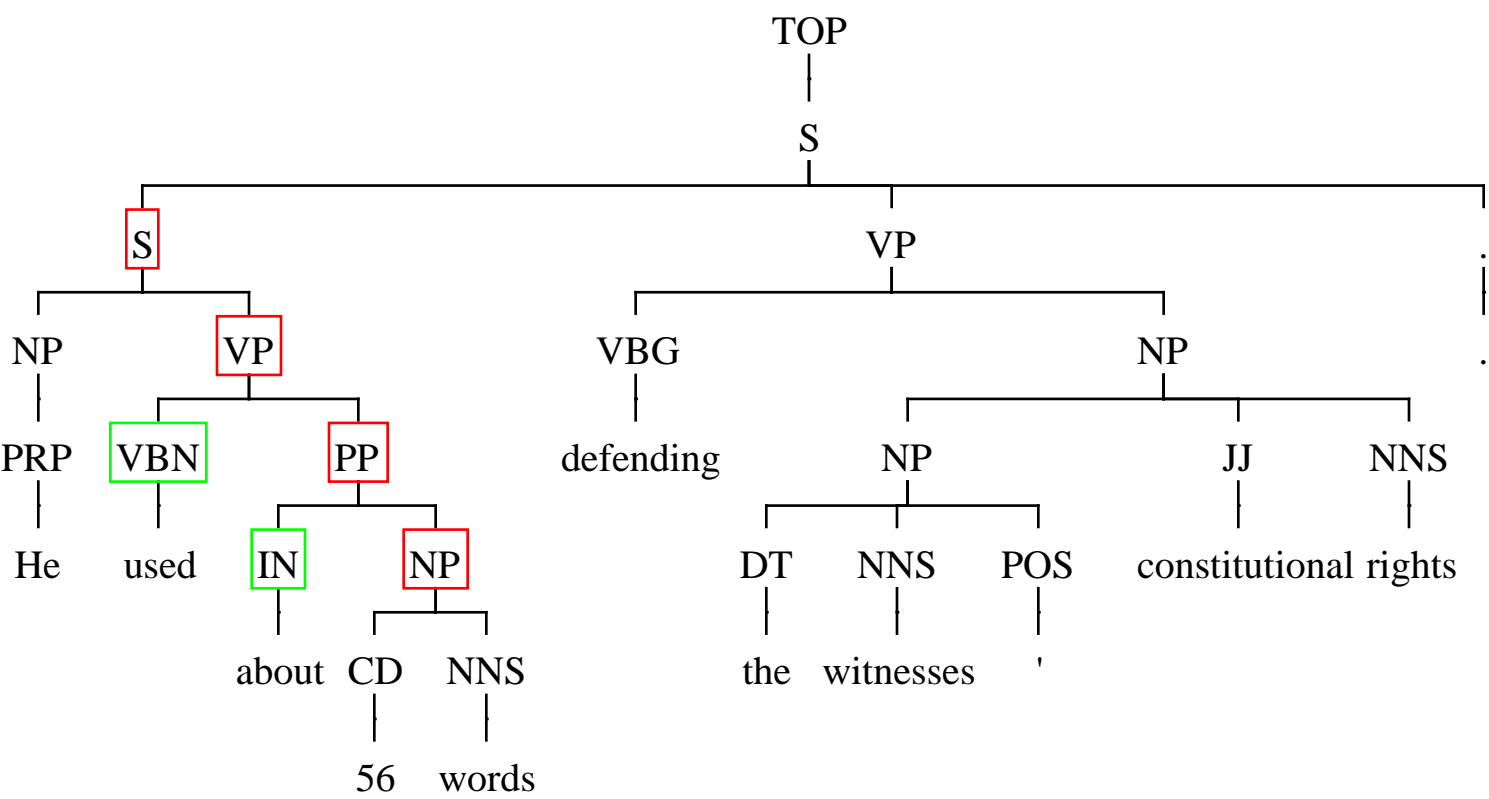 TOP
S
S VP .
NP VP VBG NP .
PRP VBN PP defending NP JJ NNS
He used IN NP DT NNS POS constitutional rights
about CD NNS the witnesses '
56 words